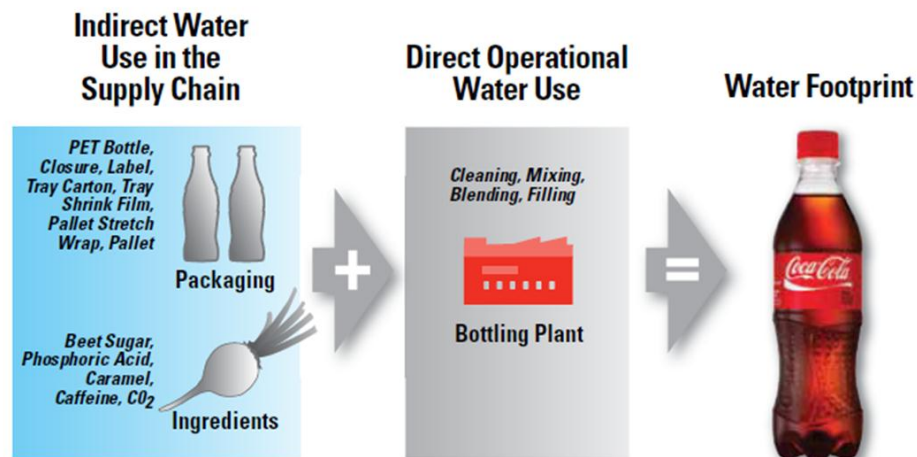 Indirect Water
Use in the
Supply Chain
PET Bottle,
Closure, Label,
Tray Carton, Tray
Shrink Film,
Pallet Stretch
Wrap, Pallet
Packaging
Beet Sugar,
Phosphoric Acid,
Caramel,
Caffeine, CO2
Ingredients
+
Direct Operational
Water Use
Cleaning, Mixing,
Blending, Filling
Bottling Plant
=
Water Footprint
Coca-Cola